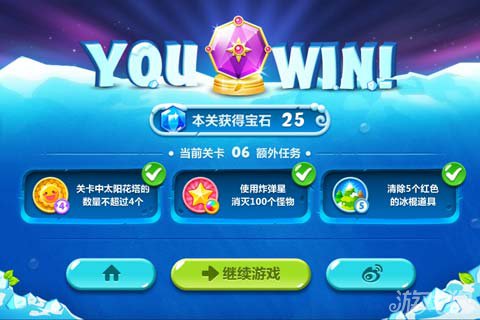 YOU WIN!
本关获得宝石 25
当前关卡 06 额外任务
关卡中太阳花塔的
数量不超过4个
4
使用炸弹星
消灭100个怪物
清除5个红色
的冰棍道具
5
继续游戏